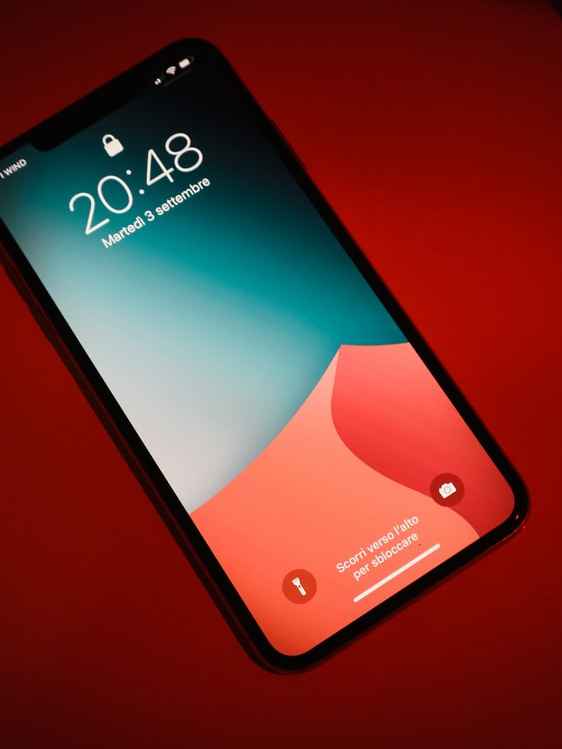 WIND
20:48
Martedì 3 settembre
Scorri verso l'alto
per sbloccare